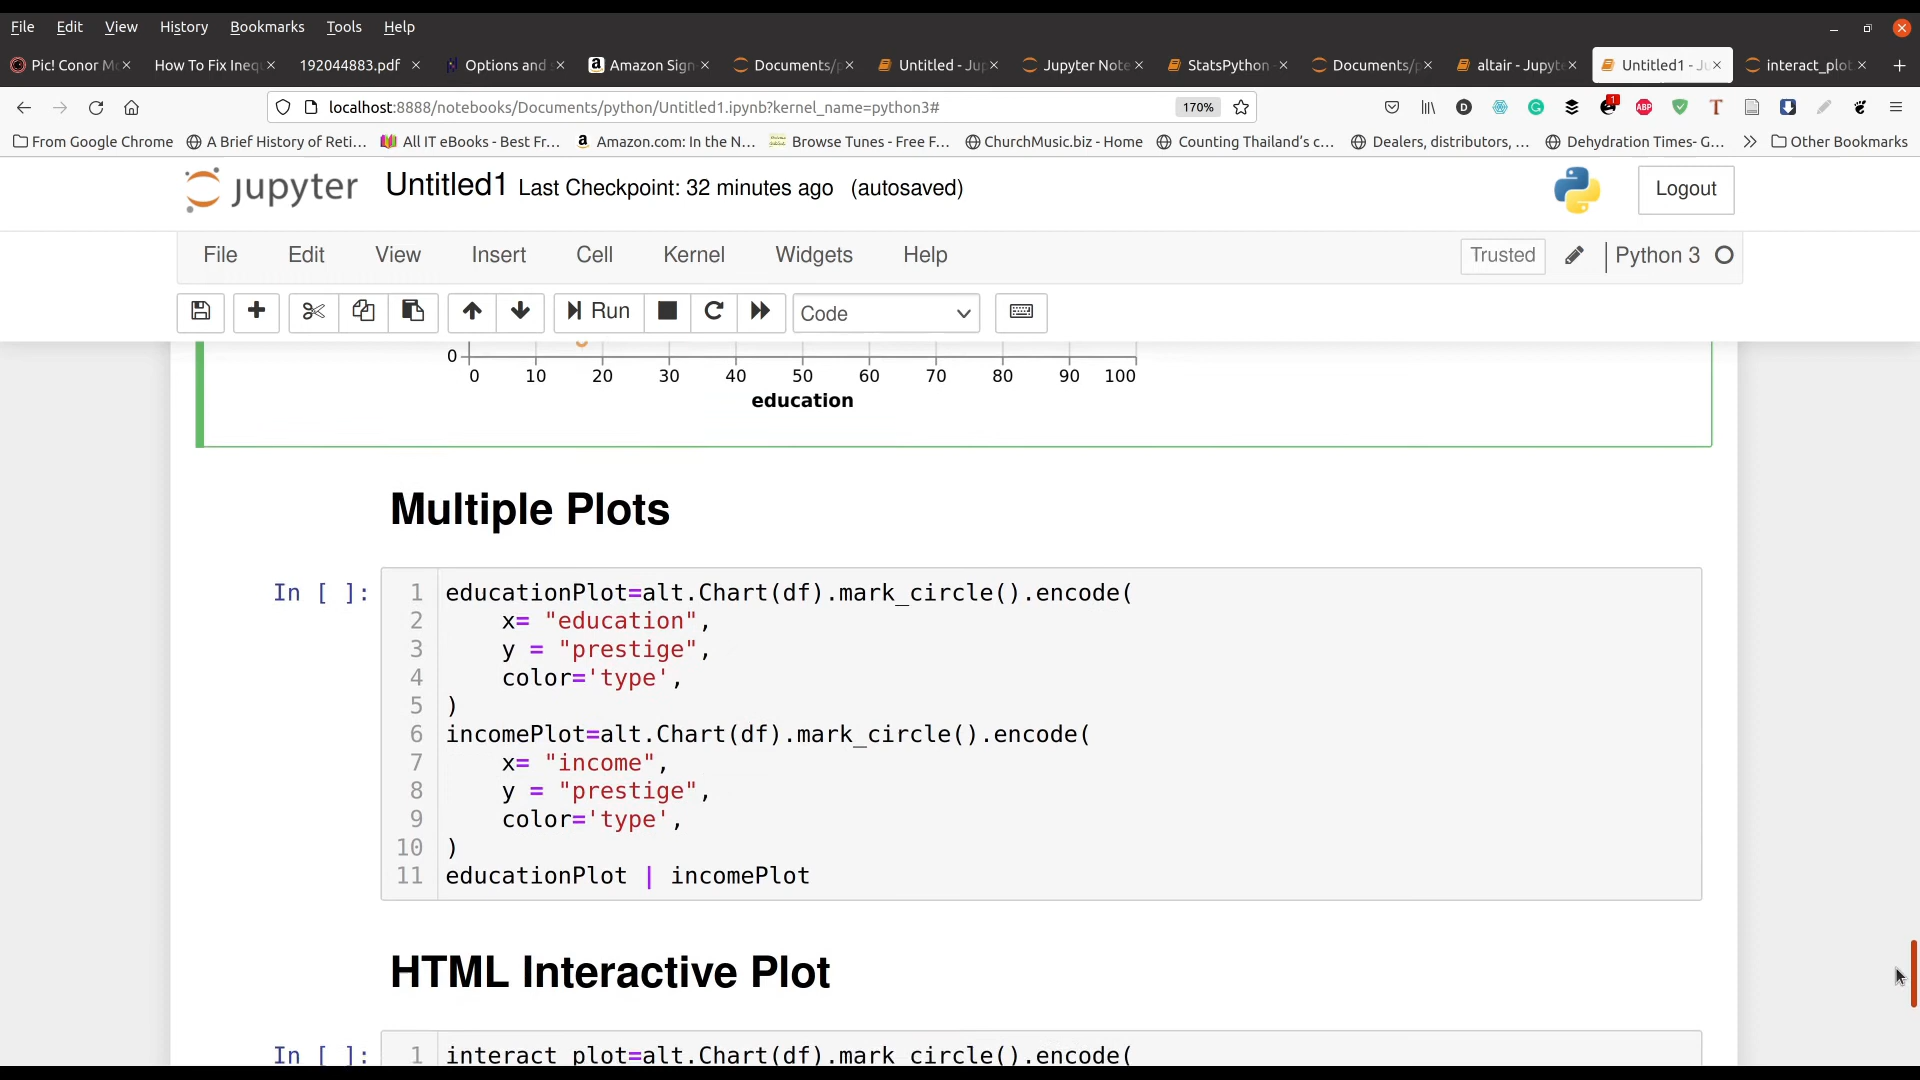 File Edit View History Bookmarks Tools Help
Pic! Conor M How To Fix Ineq 192044883.pdf Options and Amazon Sign Documents/p Untitled - Jup Jupyter Note StatsPython - Documents/p altair - Jupyte Untitled1 - Ju interact_plot
localhost:8888/notebooks/Documents/python/Untitled1.ipynb?kernel_name=python3# 170% D 1 ABP T
From Google Chrome A Brief History of Reti... All IT eBooks - Best Fr... Amazon.com: In the N... Browse Tunes - Free F... ChurchMusic.biz - Home Counting Thailand's c... Dealers, distributors, ... Dehydration Times- G... Other Bookmarks
jupyter Untitled1 Last Checkpoint: 32 minutes ago (autosaved) Logout
File Edit View Insert Cell Kernel Widgets Help Trusted Python 3
Run Code
0
0 10 20 30 40 50 60 70 80 90 100
education
Multiple Plots
In [ ]: 1 educationPlot=alt.Chart(df).mark_circle().encode(
2 x= "education",
3 y = "prestige",
4 color='type',
5 )
6 incomePlot=alt.Chart(df).mark_circle().encode(
7 x= "income",
8 y = "prestige",
9 color='type',
10 )
11 educationPlot | incomePlot
HTML Interactive Plot
In [ ]: 1 interact_plot=alt.Chart(df).mark_circle().encode(